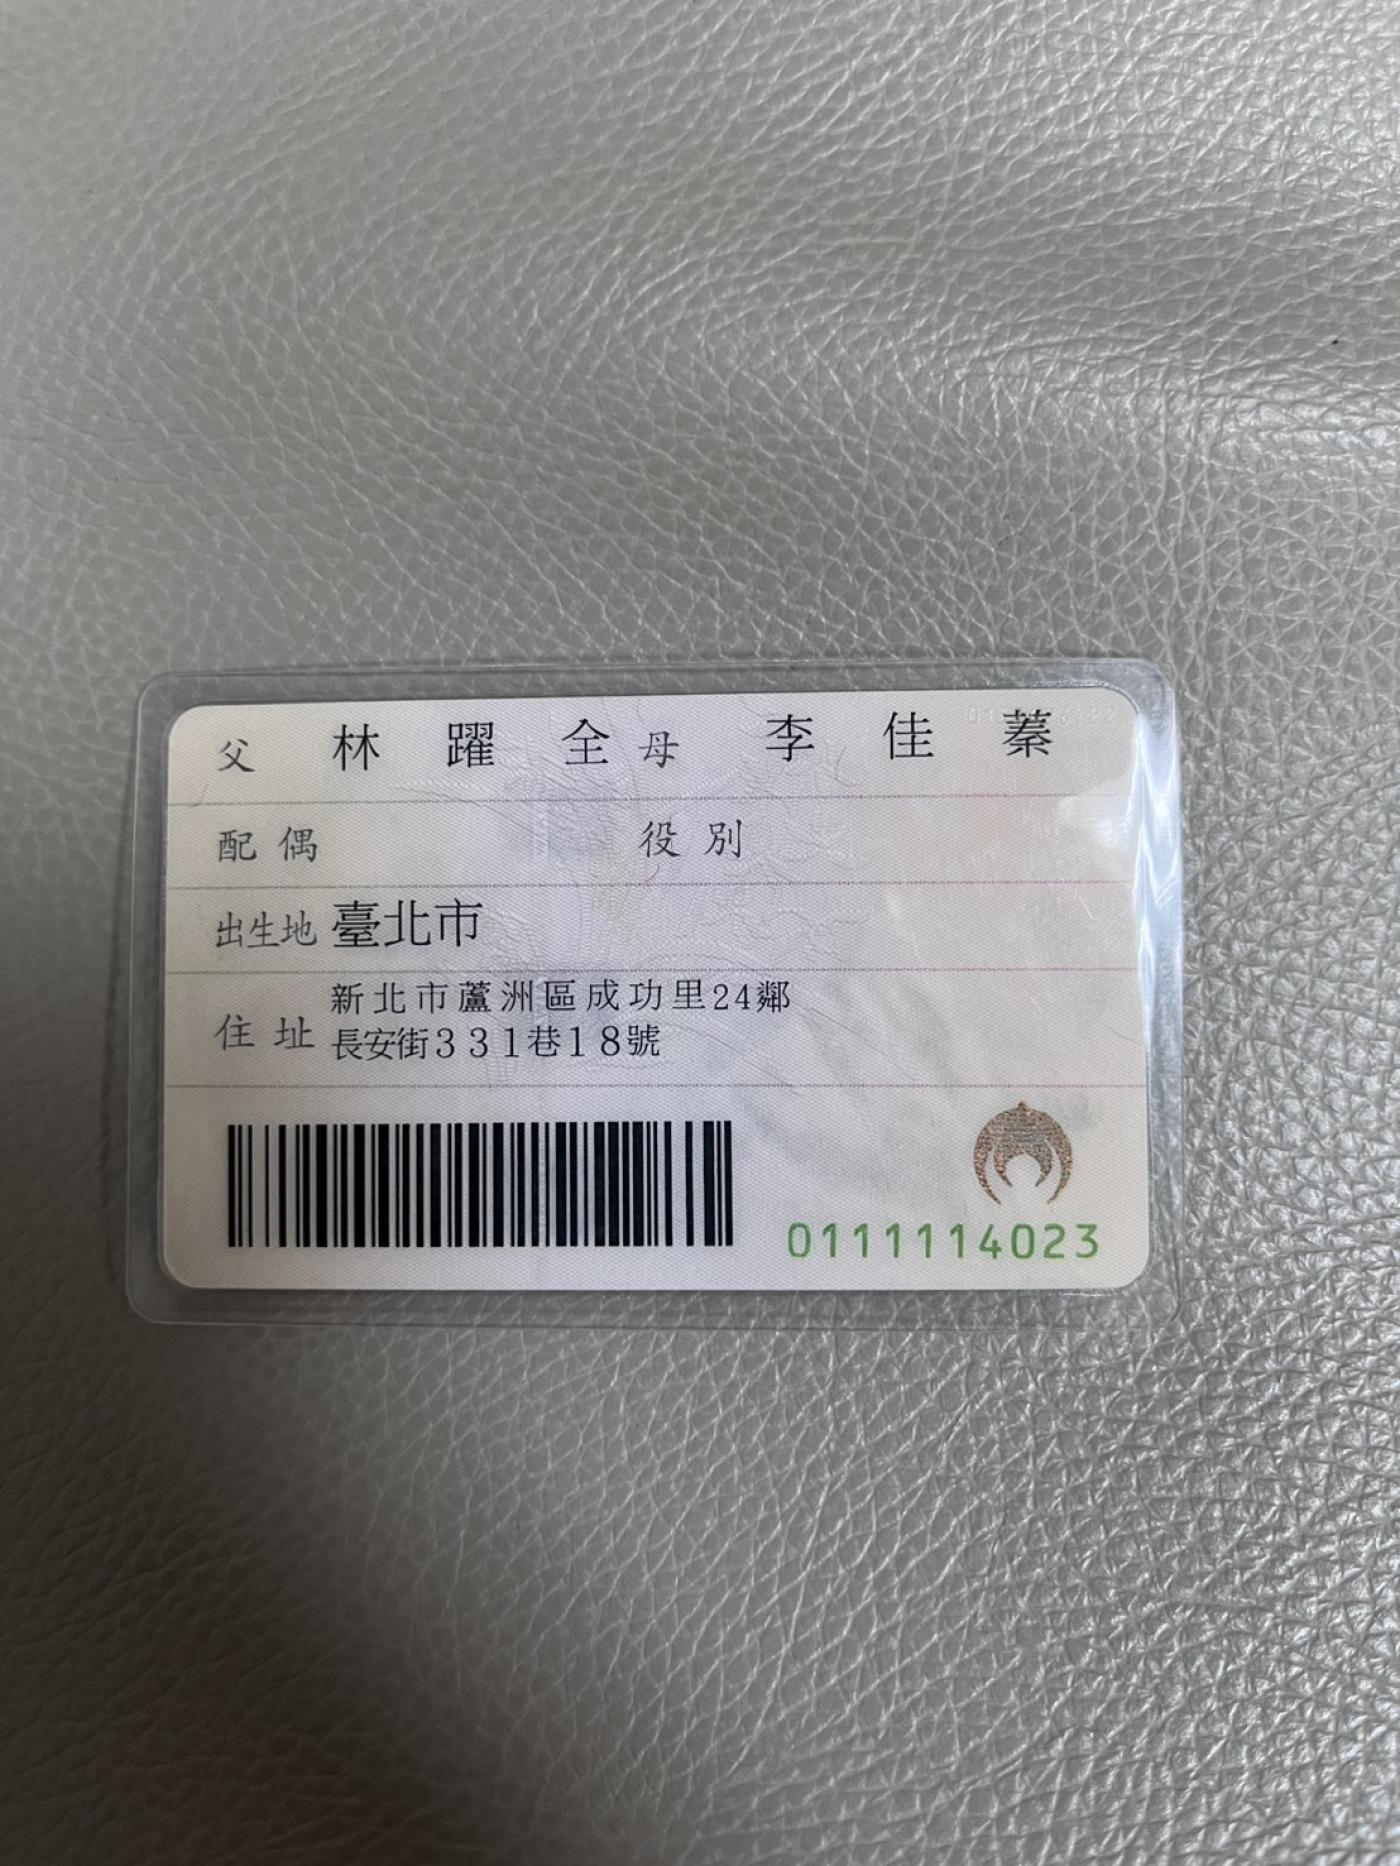 父 林躍全 母 李佳蓁
配偶 役別
出生地 臺北市
住址 新北市蘆洲區成功里24鄰
長安街331巷18號
0111114023